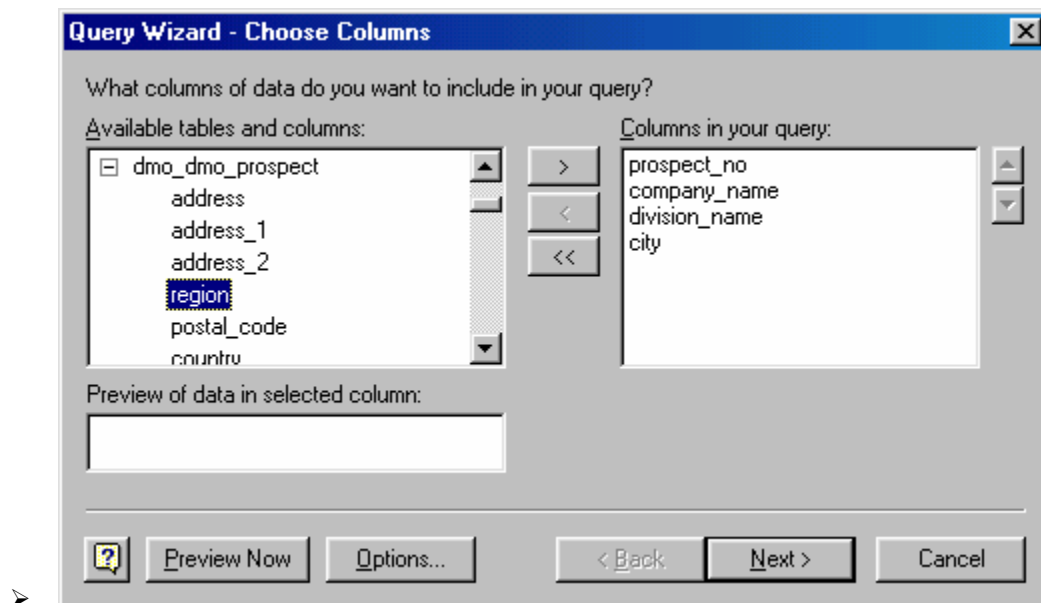 Query Wizard - Choose Columns
What columns of data do you want to include in your query?
Available tables and columns:
dmo_dmo_prospect
address
address_1
address_2
region
postal_code
country
>
<
<<
Columns in your query:
prospect_no
company_name
division_name
city
Preview of data in selected column:
Preview Now
Options...
< Back
Next >
Cancel